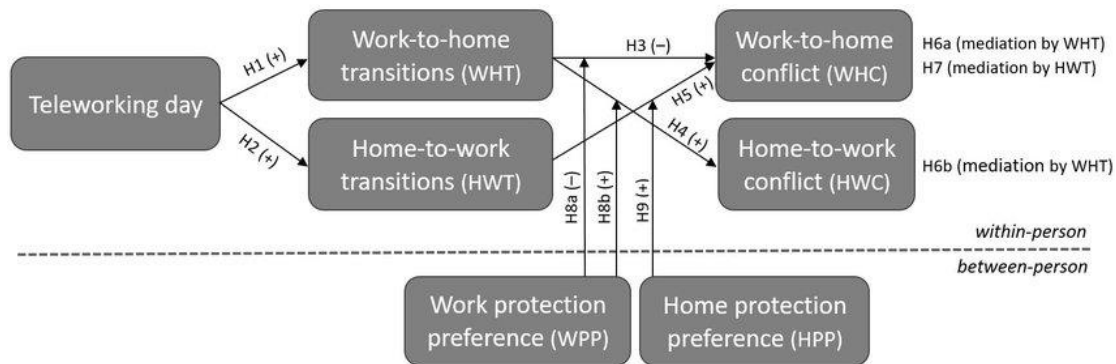 Teleworking day
H1 (+)
H2 (+)
Work-to-home
transitions (WHT)
Home-to-work
transitions (HWT)
H3 (–)
H5 (+)
H4 (+)
H8a (–)
H8b (+)
H9 (+)
Work-to-home
conflict (WHC)
Home-to-work
conflict (HWC)
H6a (mediation by WHT)
H7 (mediation by HWT)
H6b (mediation by WHT)
within-person
between-person
Work protection
preference (WPP)
Home protection
preference (HPP)